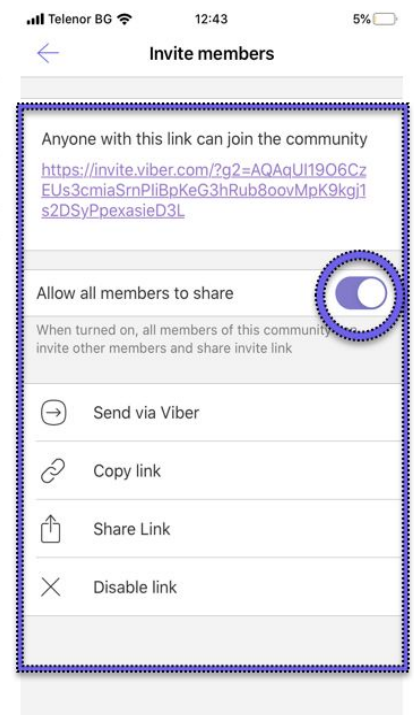 Telenor BG 12:43 5%
Invite members
Anyone with this link can join the community
https://invite.viber.com/?g2=AQAqUl19O6Cz
EUs3cmiaSrnPliBpKeG3hRub8oovMpK9kgj1
s2DSyPpexasieD3L
Allow all members to share
When turned on, all members of this community
invite other members and share invite link
Send via Viber
Copy link
Share Link
Disable link